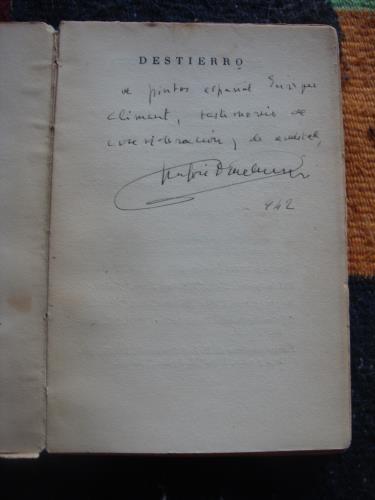 DESTIERRO
al pintor español Enrique
Climent, testimonio de
consideración y de amistad,
942